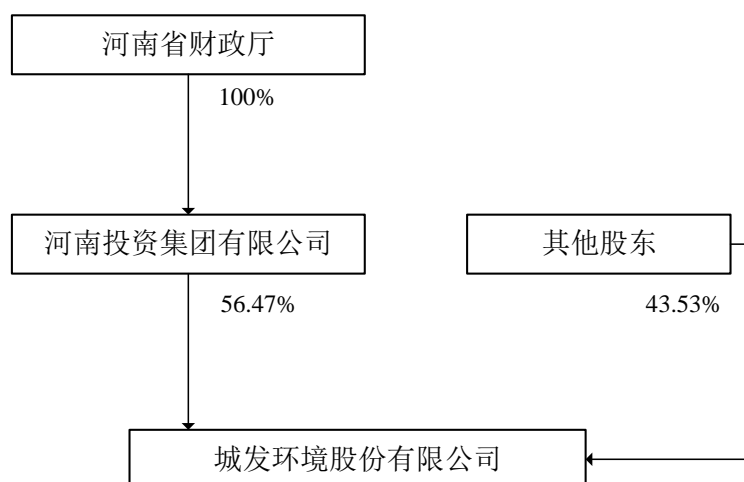 河南省财政厅
100%
河南投资集团有限公司
其他股东
56.47%
43.53%
城发环境股份有限公司